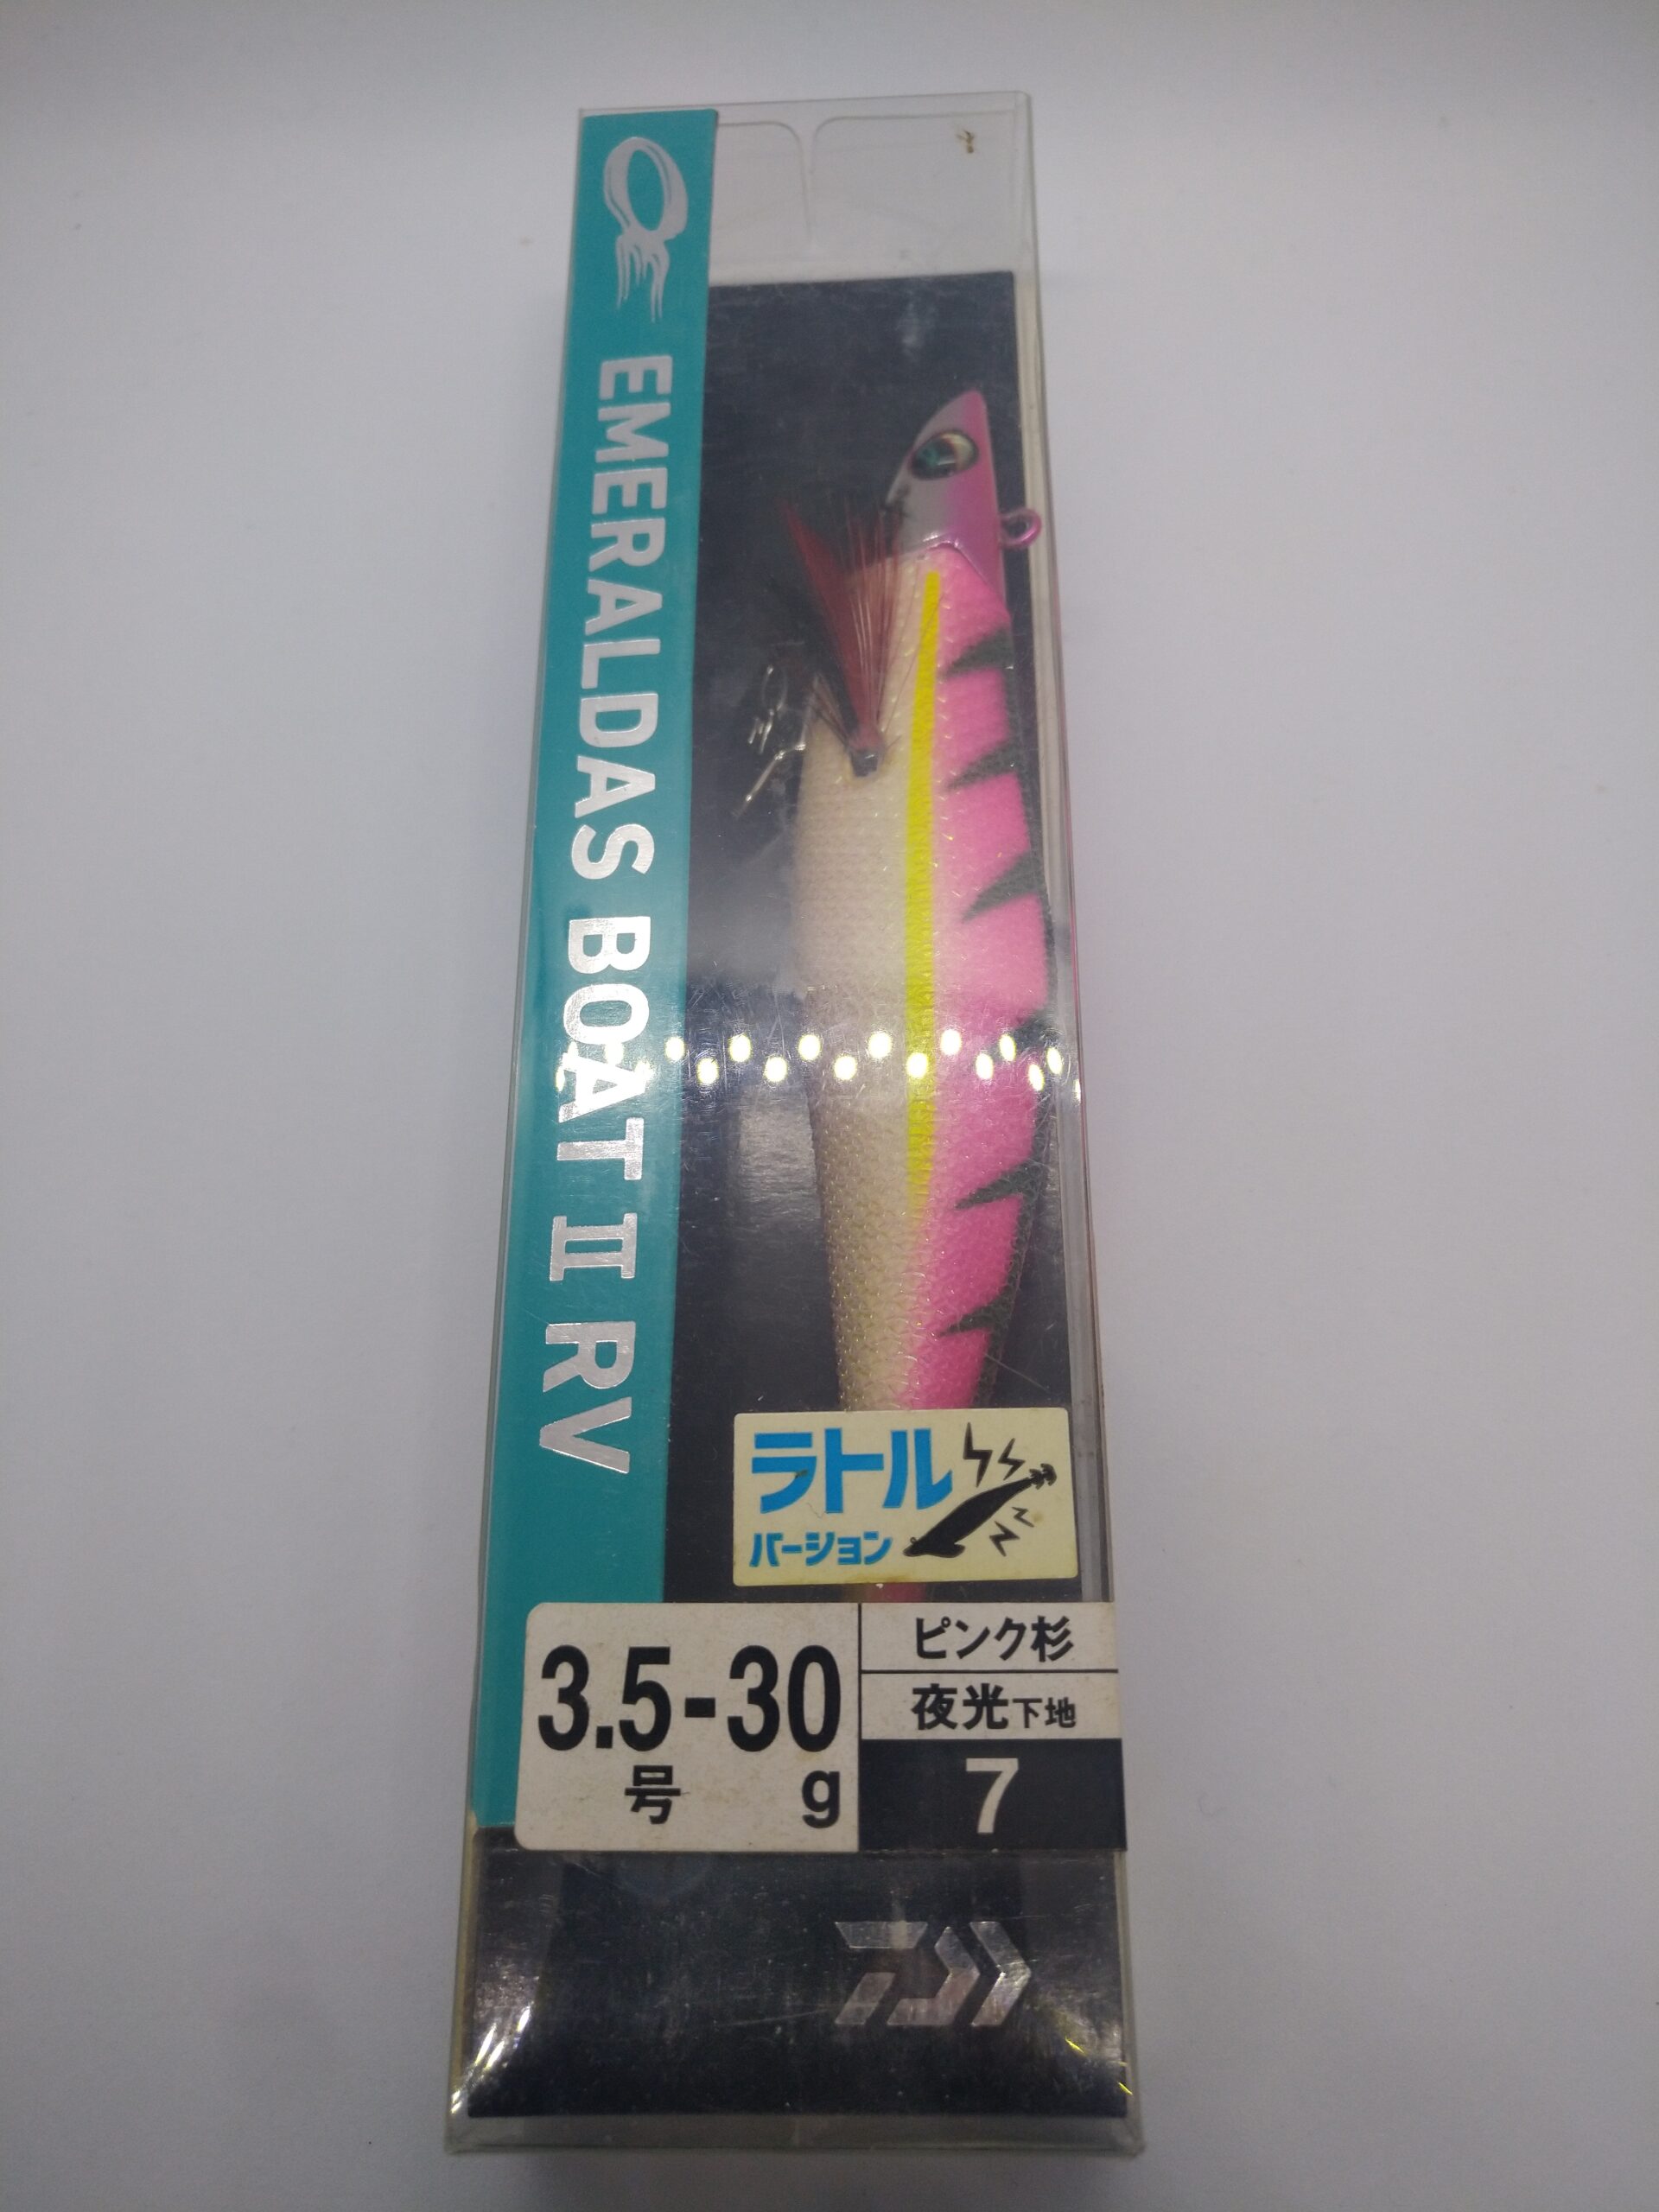 EMERALDAS BOAT II RV
ラトル
バージョン
3.5-30
号 g
ピンク杉
夜光下地
7